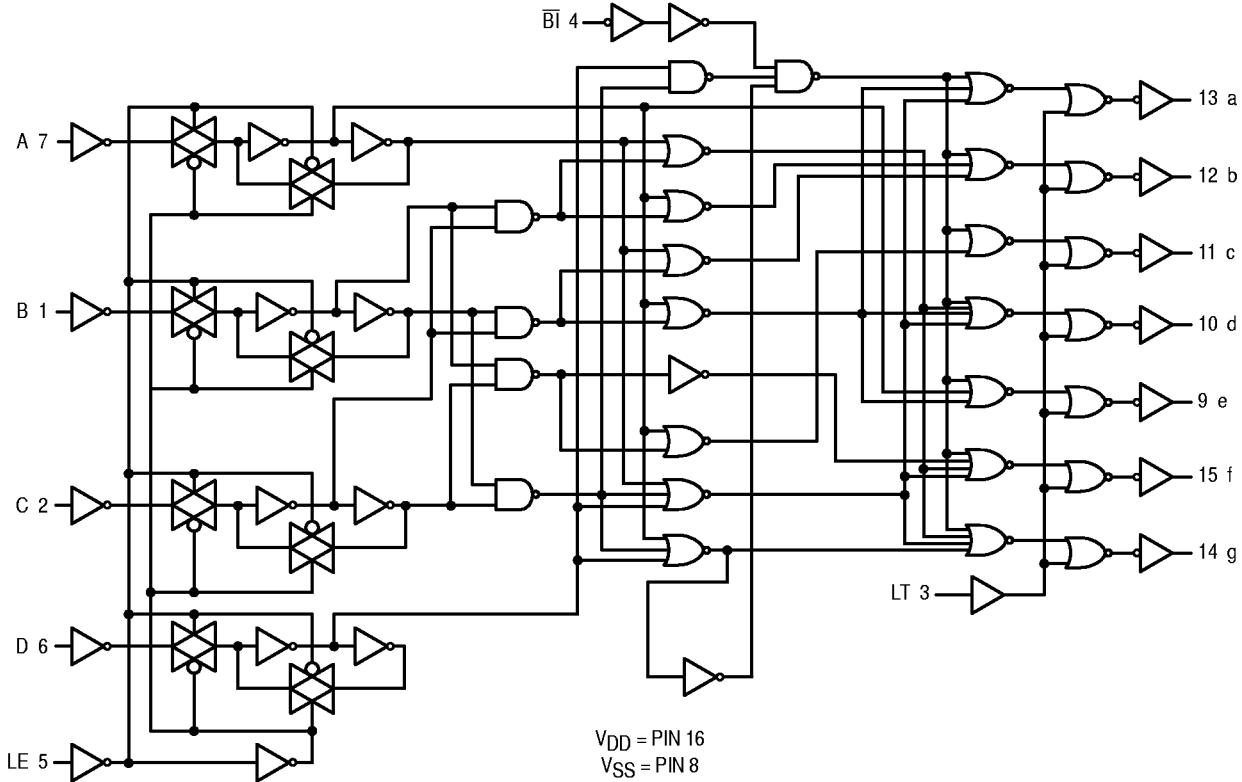 BI 4
A 7
13 a
12 b
11 c
B 1
10 d
9 e
15 f
C 2
14 g
LT 3
D 6
VDD = PIN 16
VSS = PIN 8
LE 5